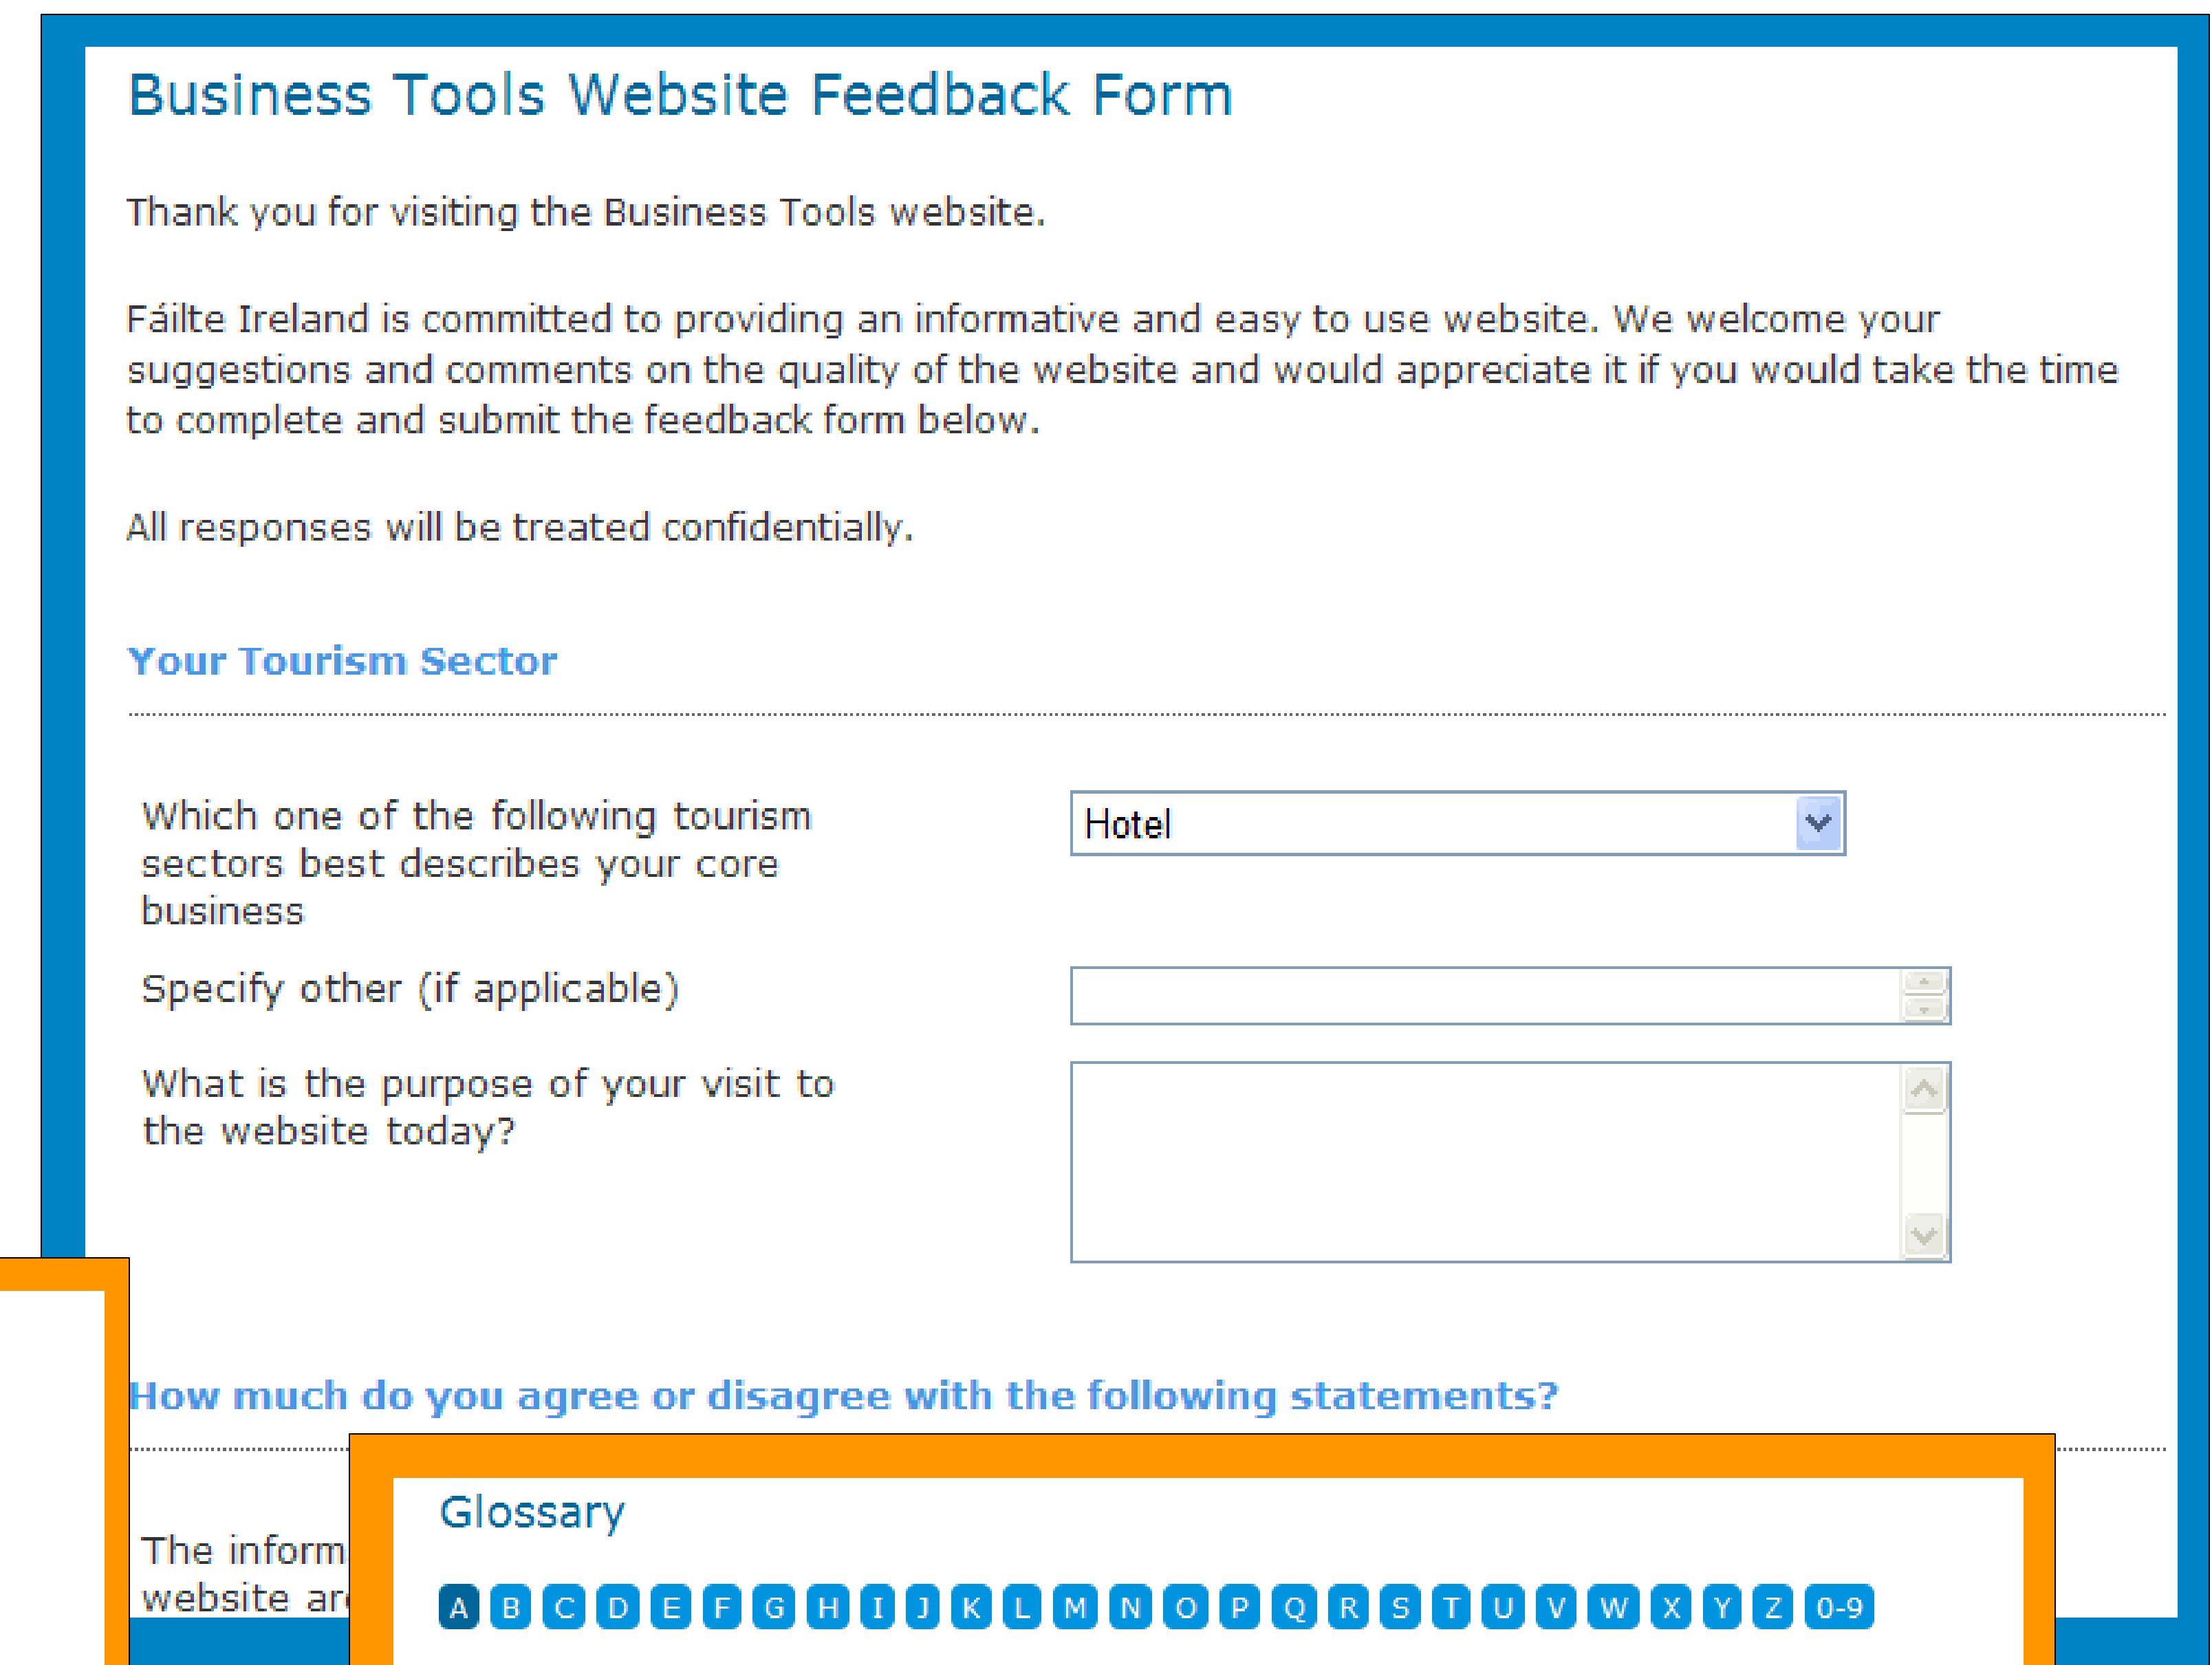 Business Tools Website Feedback Form
Thank you for visiting the Business Tools website.
Fáilte Ireland is committed to providing an informative and easy to use website. We welcome your
suggestions and comments on the quality of the website and would appreciate it if you would take the time
to complete and submit the feedback form below.
All responses will be treated confidentially.
Your Tourism Sector
Which one of the following tourism
sectors best describes your core
business
Hotel
Specify other (if applicable)
What is the purpose of your visit to
the website today?
How much do you agree or disagree with the following statements?
The inform
website
Glossary
A B C D E F G H I J K L M N O P Q R S T U V W X Y Z 0-9